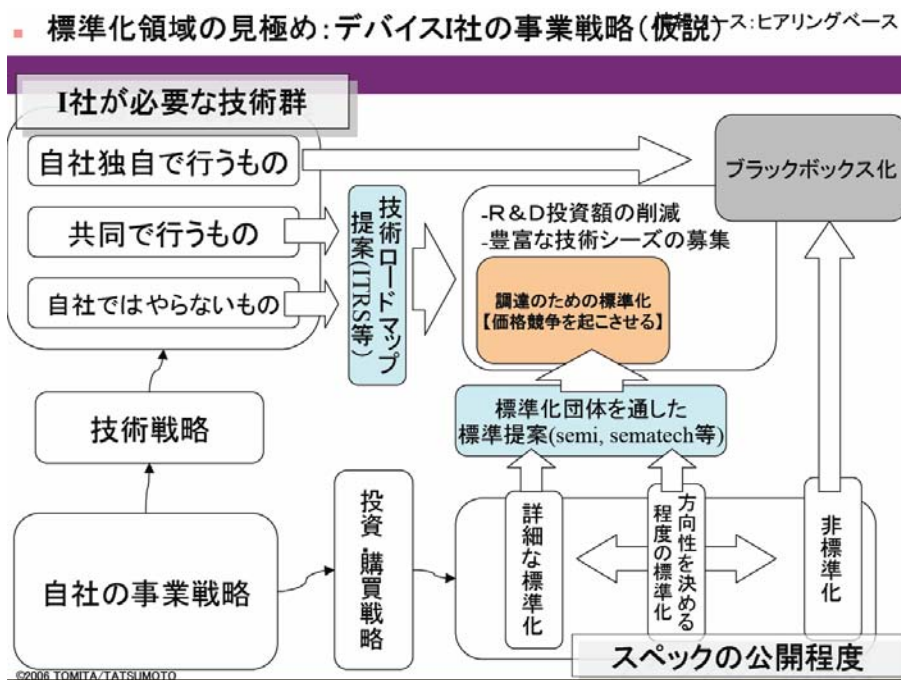 標準化領域の見極め:デバイスI社の事業戦略(仮説)
ース:ヒアリングベース
I社が必要な技術群
自社独自で行うもの
共同で行うもの
自社ではやらないもの
技術ロードマップ
提案(ITRS等)
ブラックボックス化
-R&D投資額の削減
-豊富な技術シーズの募集
調達のための標準化
【価格競争を起こさせる】
標準化団体を通した
標準提案(semi, sematech等)
技術戦略
自社の事業戦略
投資・購買戦略
詳細な標準化
方向性を決める
程度の標準化
非標準化
スペックの公開程度
©2006 TOMITA/TATSUMOTO